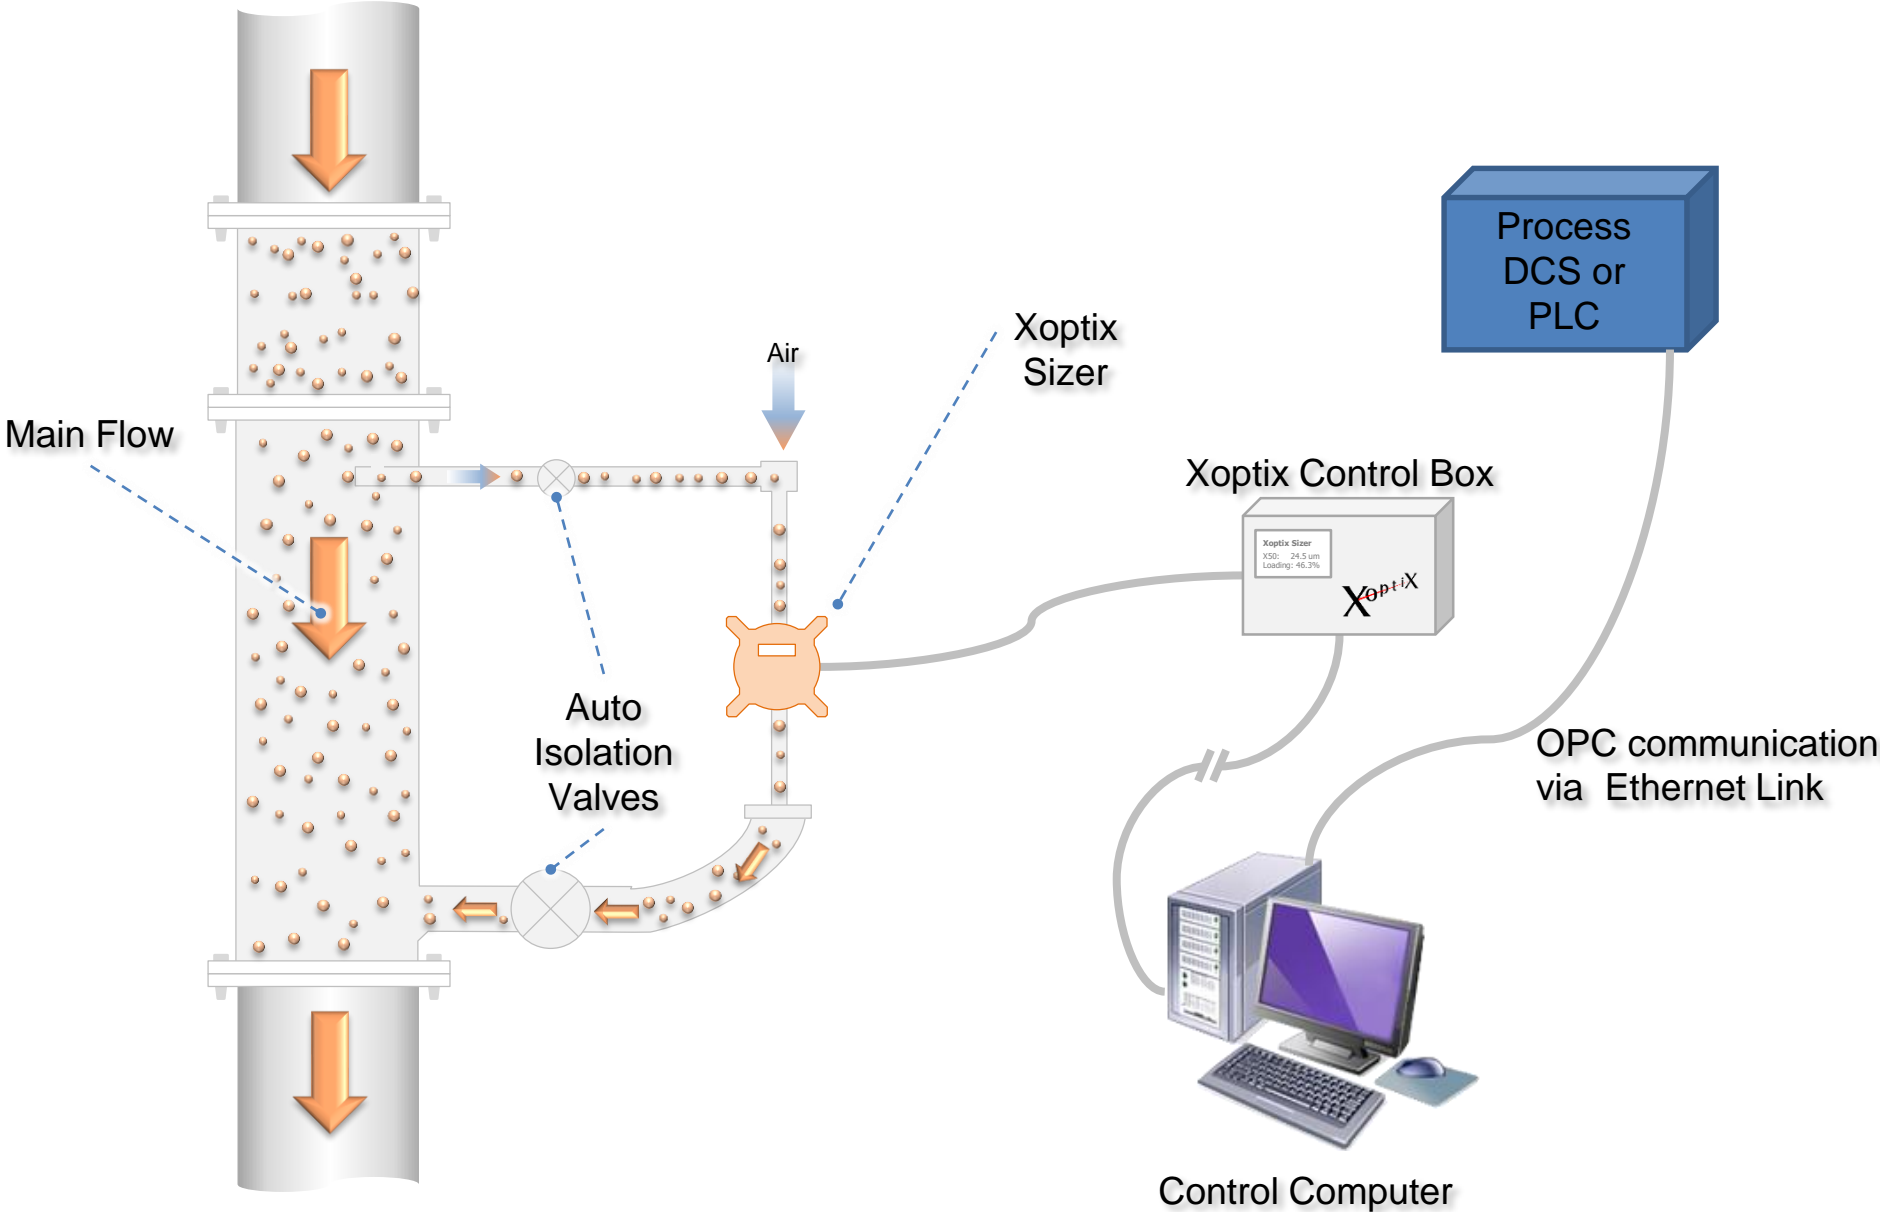 Process
DCS or
PLC
Xoptix
Sizer
Air
Main Flow
Xoptix Control Box
Xoptix Sizer
X50: 24.5 um
Loading: 46.3%
Xoptix
Auto
Isolation
Valves
OPC communication
via Ethernet Link
Control Computer